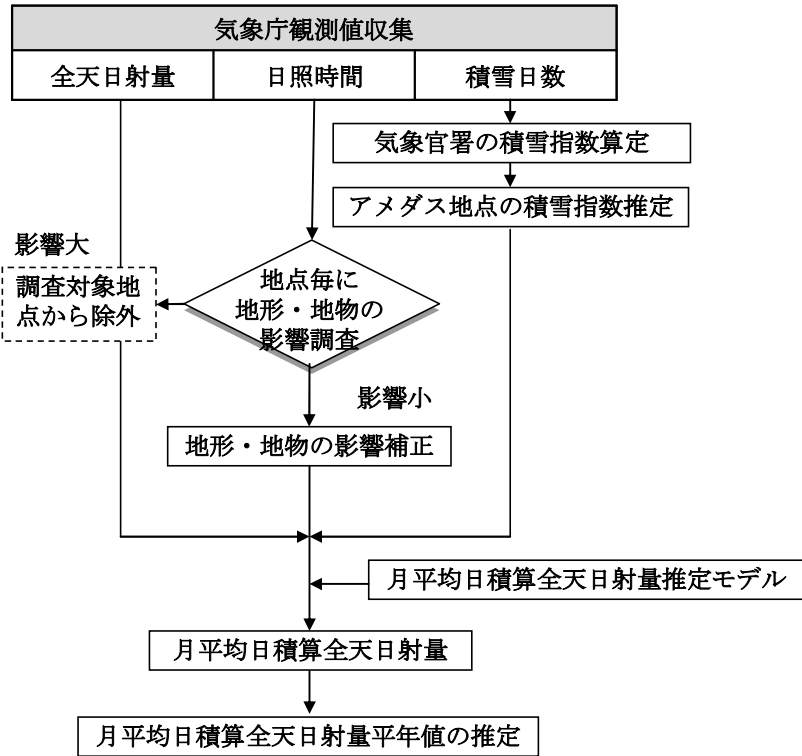 気象庁観測値収集
全天日射量
日照時間
積雪日数
気象官署の積雪指数算定
アメダス地点の積雪指数推定
影響大
調査対象地
点から除外
地点毎に
地形・地物の
影響調査
影響小
地形・地物の影響補正
月平均日積算全天日射量推定モデル
月平均日積算全天日射量
月平均日積算全天日射量平年値の推定